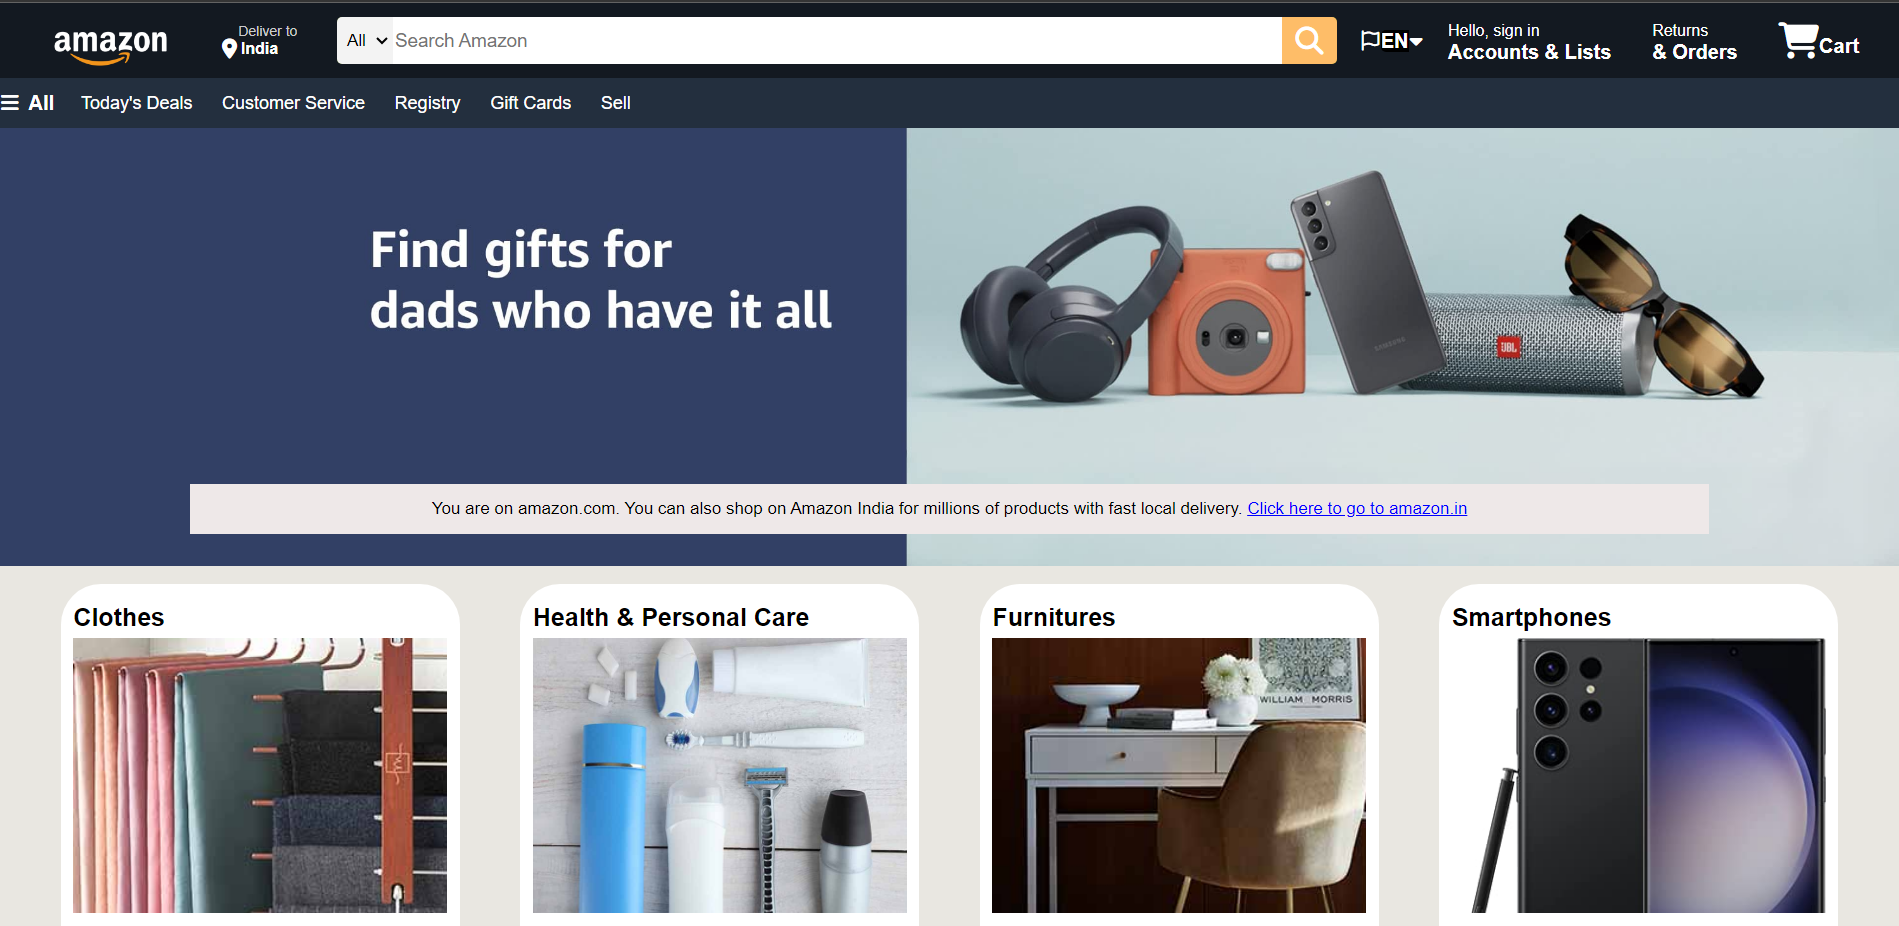 amazon
Deliver to
India
All
Search Amazon
EN
Hello, sign in
Accounts & Lists
Returns
& Orders
Cart
All
Today's Deals
Customer Service
Registry
Gift Cards
Sell
Find gifts for
dads who have it all
SAMSUNG
JBL
You are on amazon.com. You can also shop on Amazon India for millions of products with fast local delivery. Click here to go to amazon.in
Clothes
Health & Personal Care
Furnitures
Smartphones
WILLIAM MORRIS